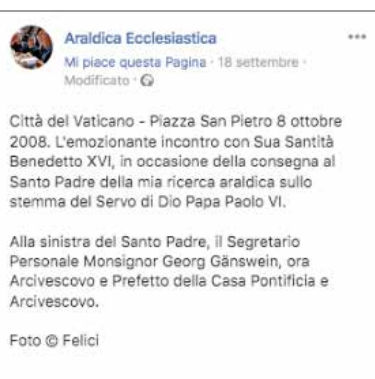 Araldica Ecclesiastica
Mi piace questa Pagina · 18 settembre ·
Modificato ·
Città del Vaticano - Piazza San Pietro 8 ottobre
2008. L'emozionante incontro con Sua Santità
Benedetto XVI, in occasione della consegna al
Santo Padre della mia ricerca araldica sullo
stemma del Servo di Dio Papa Paolo VI.
Alla sinistra del Santo Padre, il Segretario
Personale Monsignor Georg Gänswein, ora
Arcivescovo e Prefetto della Casa Pontificia e
Arcivescovo.
Foto © Felici